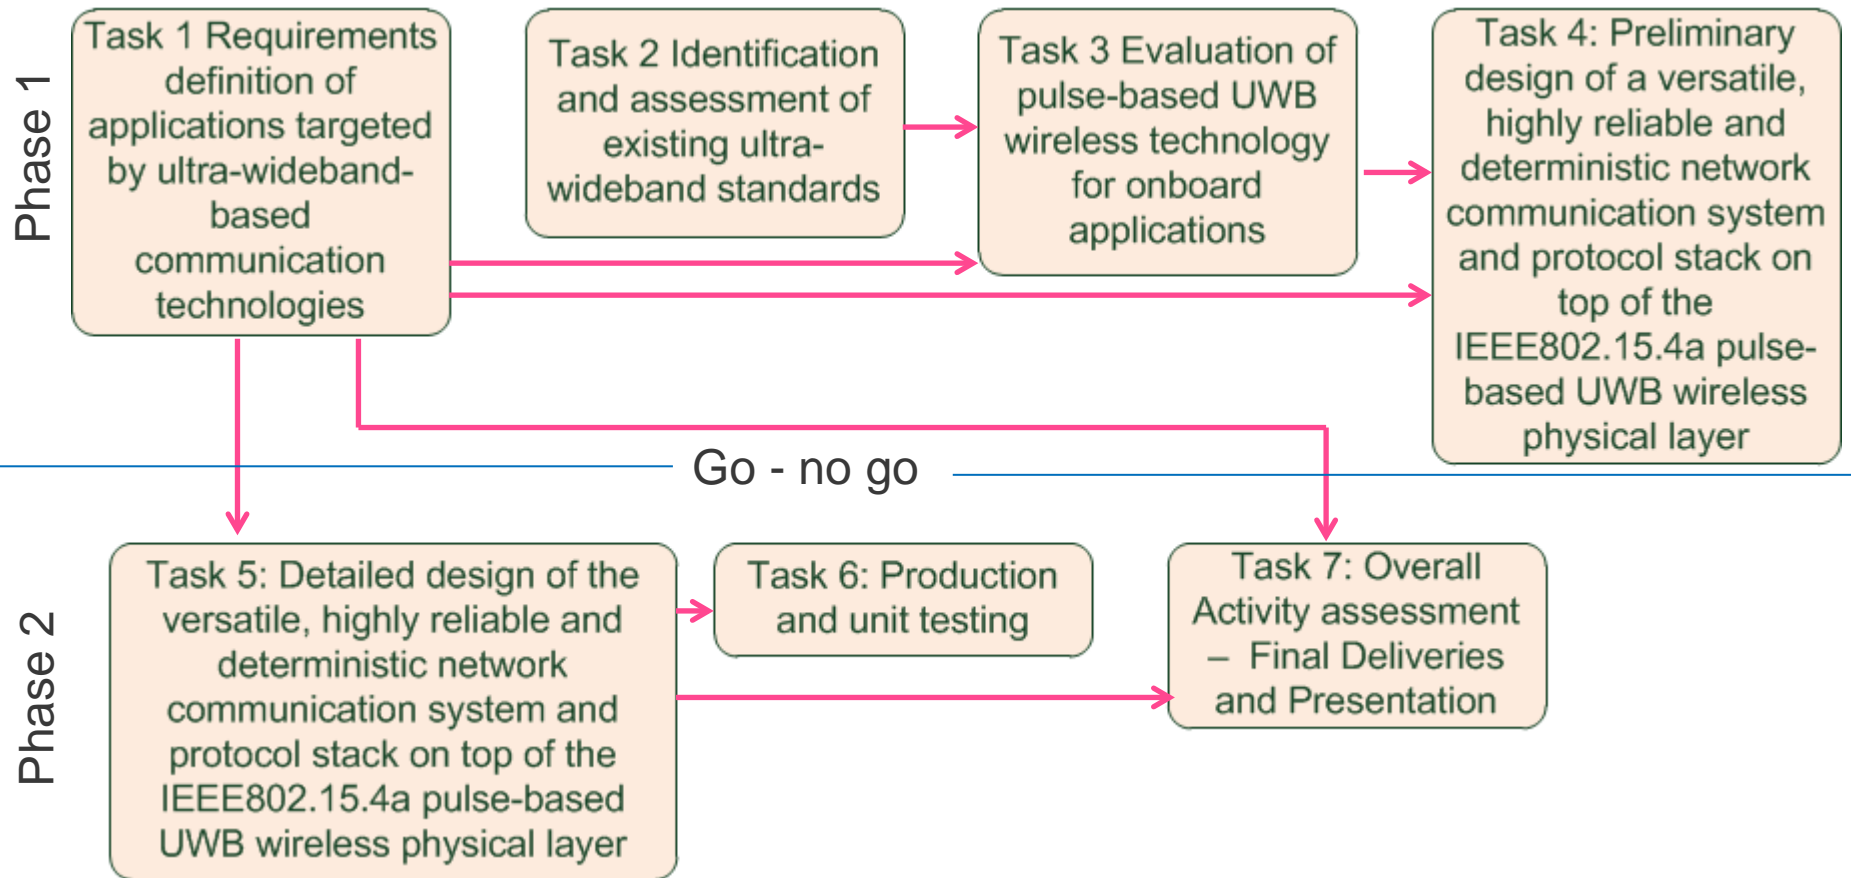 Phase 1
Task 1 Requirements
definition of
applications targeted
by ultra-wideband-
based
communication
technologies
Task 2 Identification
and assessment of
existing ultra-
wideband standards
Task 3 Evaluation of
pulse-based UWB
wireless technology
for onboard
applications
Task 4: Preliminary
design of a versatile,
highly reliable and
deterministic network
communication system
and protocol stack on
top of the
IEEE802.15.4a pulse-
based UWB wireless
physical layer
Go - no go
Phase 2
Task 5: Detailed design of the
versatile, highly reliable and
deterministic network
communication system and
protocol stack on top of the
IEEE802.15.4a pulse-based
UWB wireless physical layer
Task 6: Production
and unit testing
Task 7: Overall
Activity assessment
– Final Deliveries
and Presentation